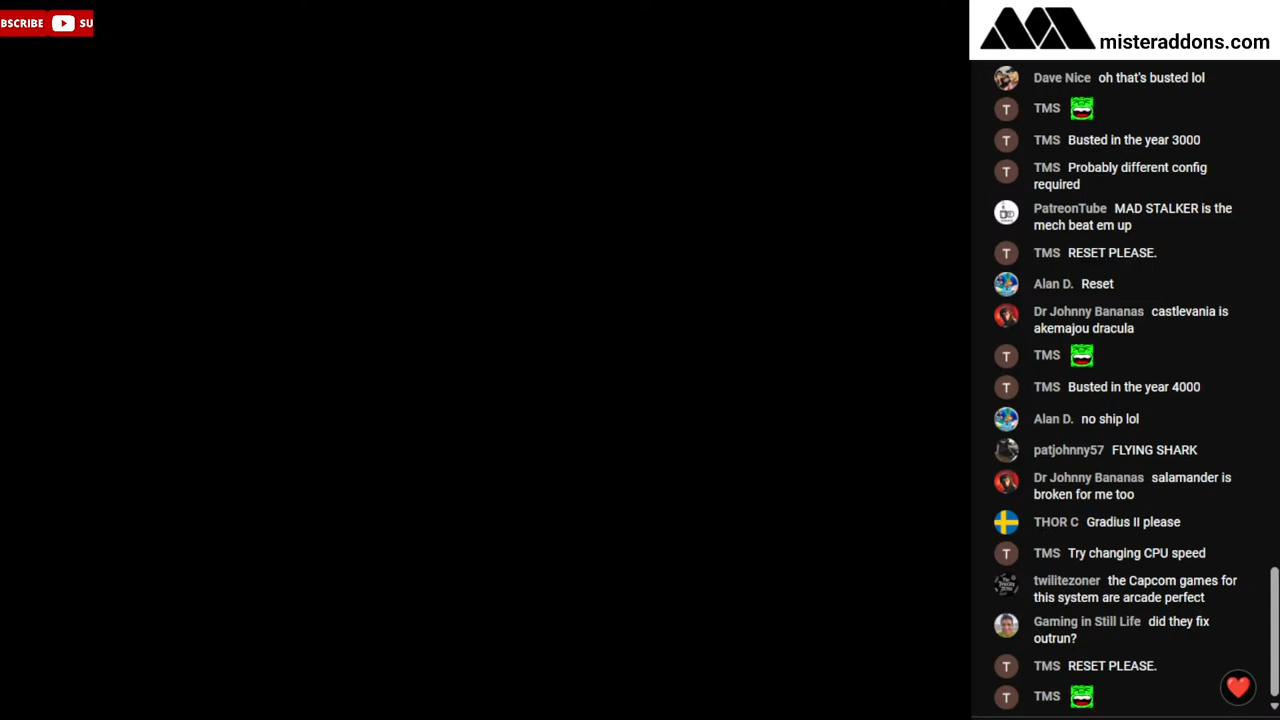 BSCRIBE SU
misteraddons.com
Dave Nice oh that's busted lol
T TMS
T TMS Busted in the year 3000
T TMS Probably different config
required
PatreonTube MAD STALKER is the
mech beat em up
T TMS RESET PLEASE.
Alan D. Reset
Dr Johnny Bananas castlevania is
akemajou dracula
T TMS
T TMS Busted in the year 4000
Alan D. no ship lol
patjohnny57 FLYING SHARK
Dr Johnny Bananas salamander is
broken for me too
THOR C Gradius II please
T TMS Try changing CPU speed
twilitezoner the Capcom games for
this system are arcade perfect
Gaming in Still Life did they fix
outrun?
T TMS RESET PLEASE.
T TMS